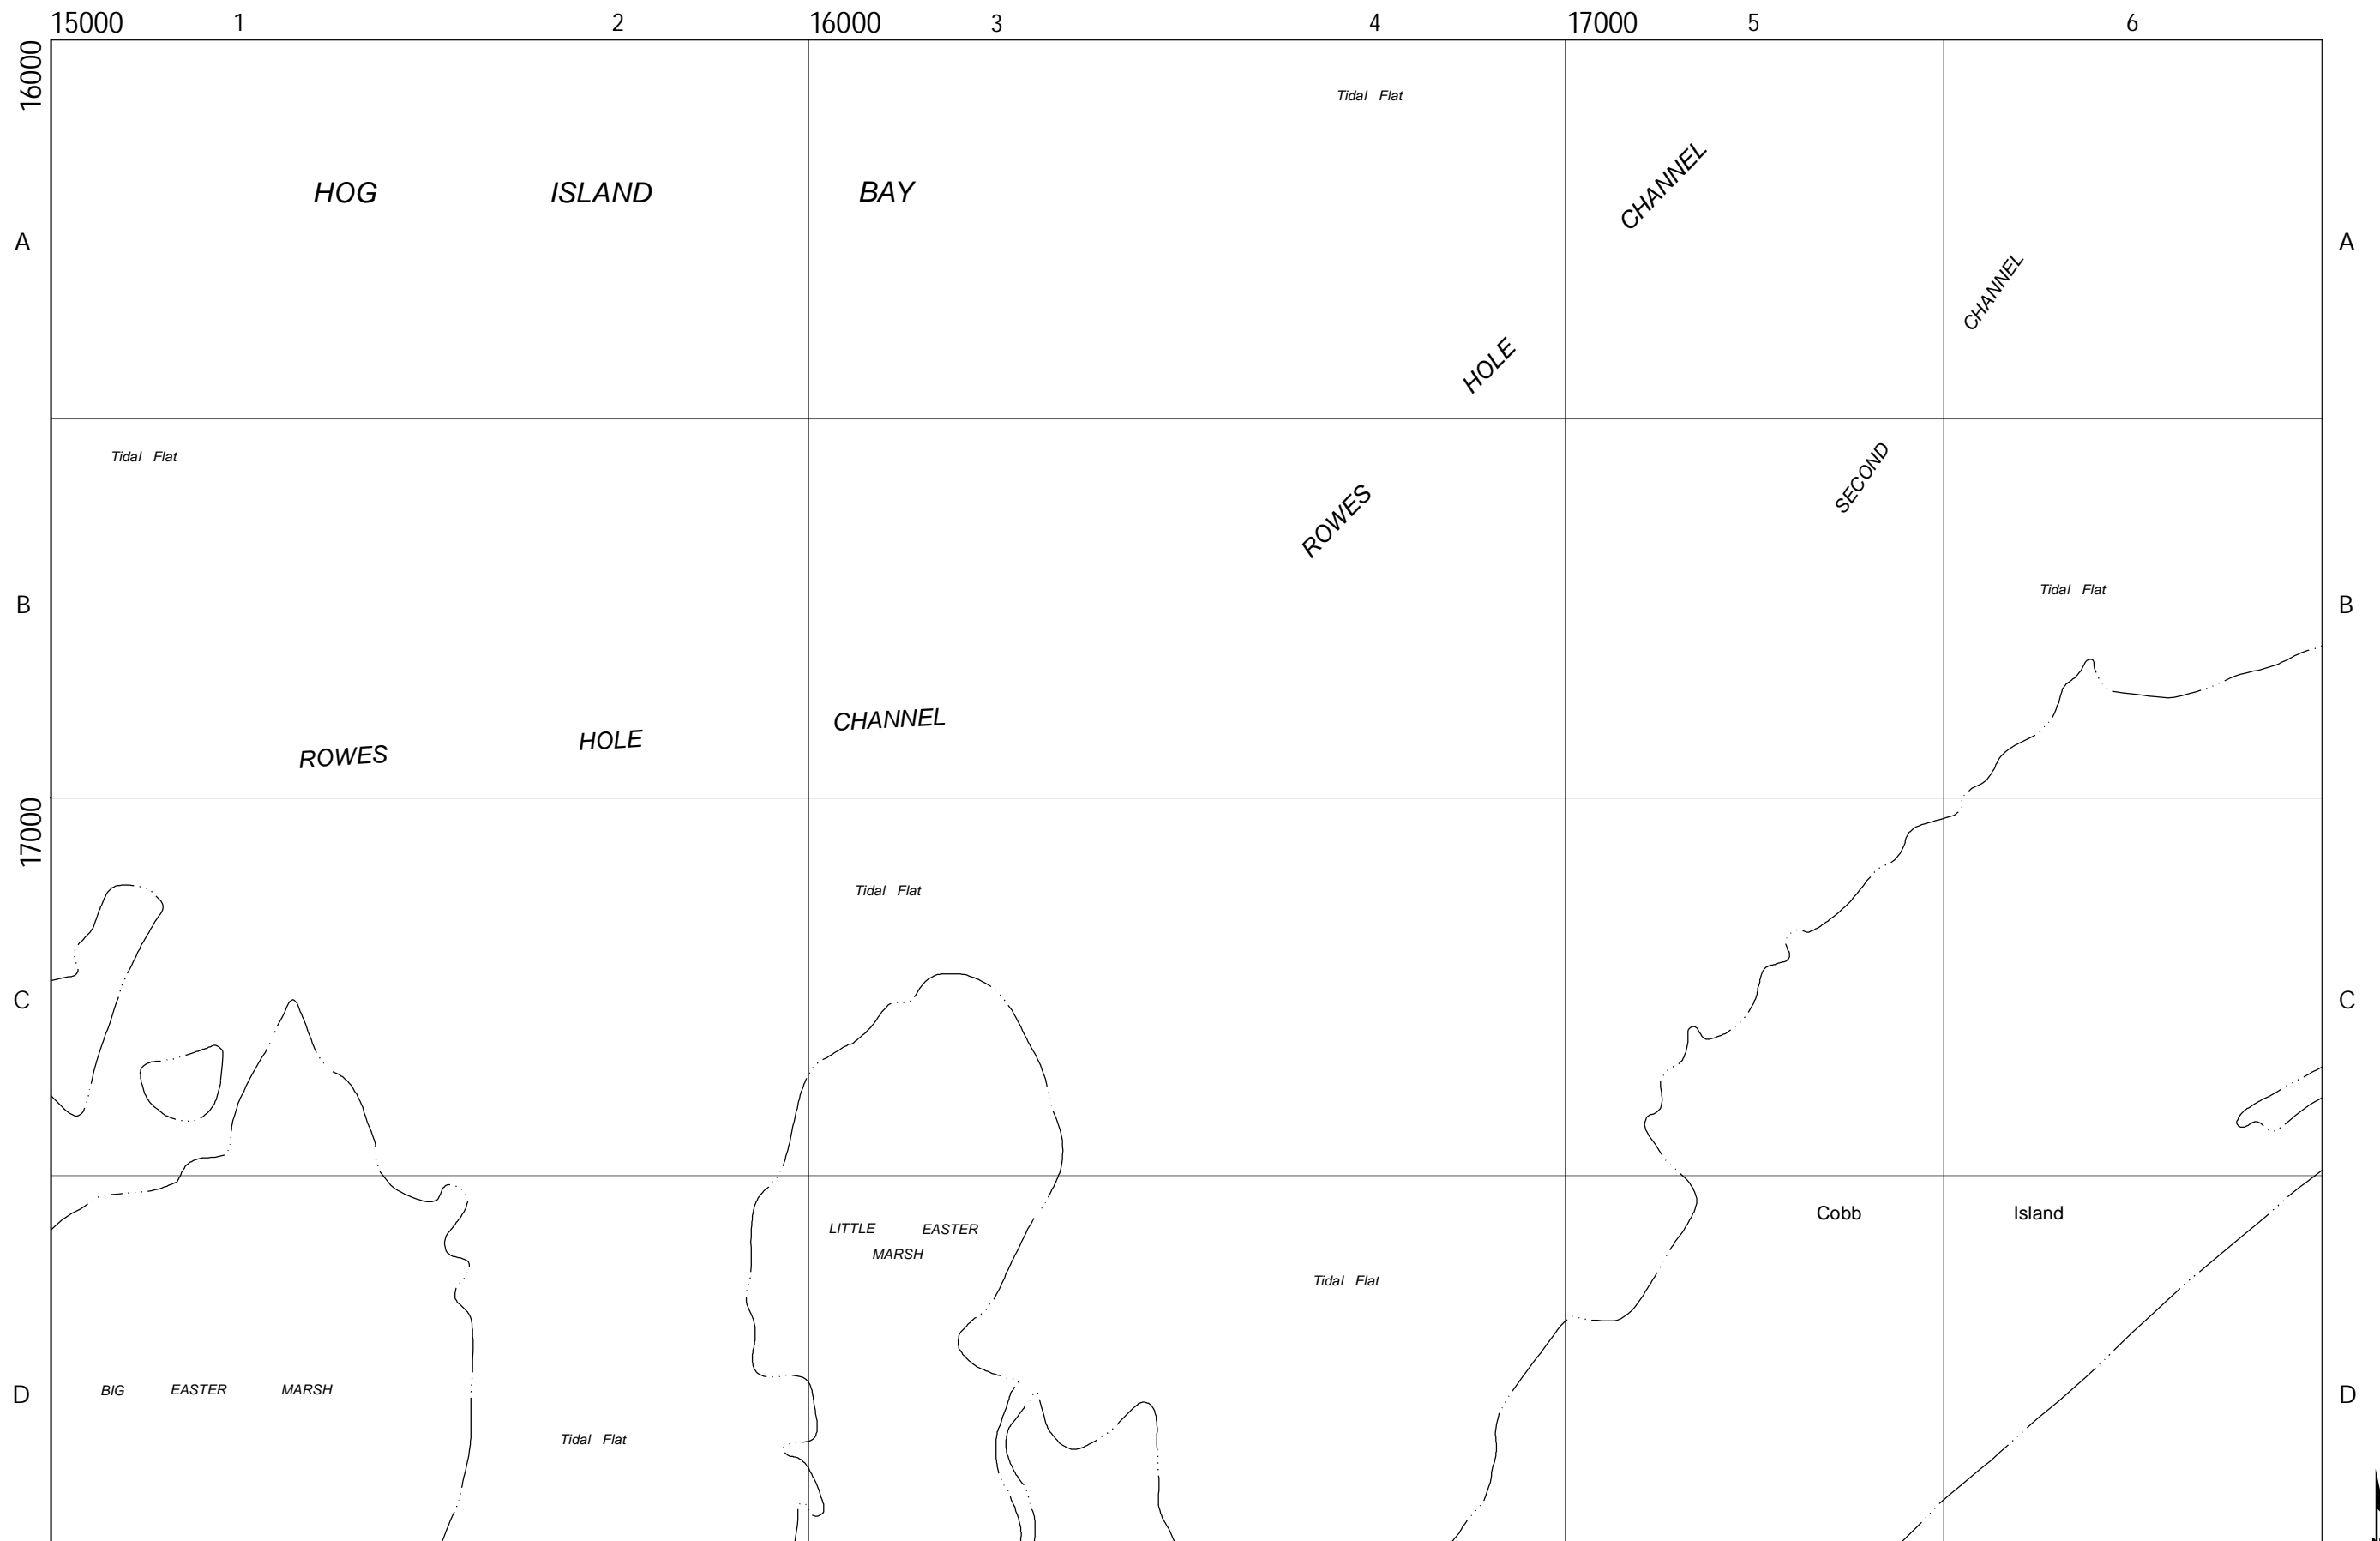 15000 1 2 16000 3 4 17000 5 6
16000
Tidal Flat
HOG ISLAND BAY
CHANNEL
A A
CHANNEL
HOLE
Tidal Flat
SECOND
ROWES
Tidal Flat
B B
ROWES HOLE CHANNEL
17000
Tidal Flat
C C
Cobb Island
LITTLE EASTER
MARSH
Tidal Flat
BIG EASTER MARSH
D D
Tidal Flat